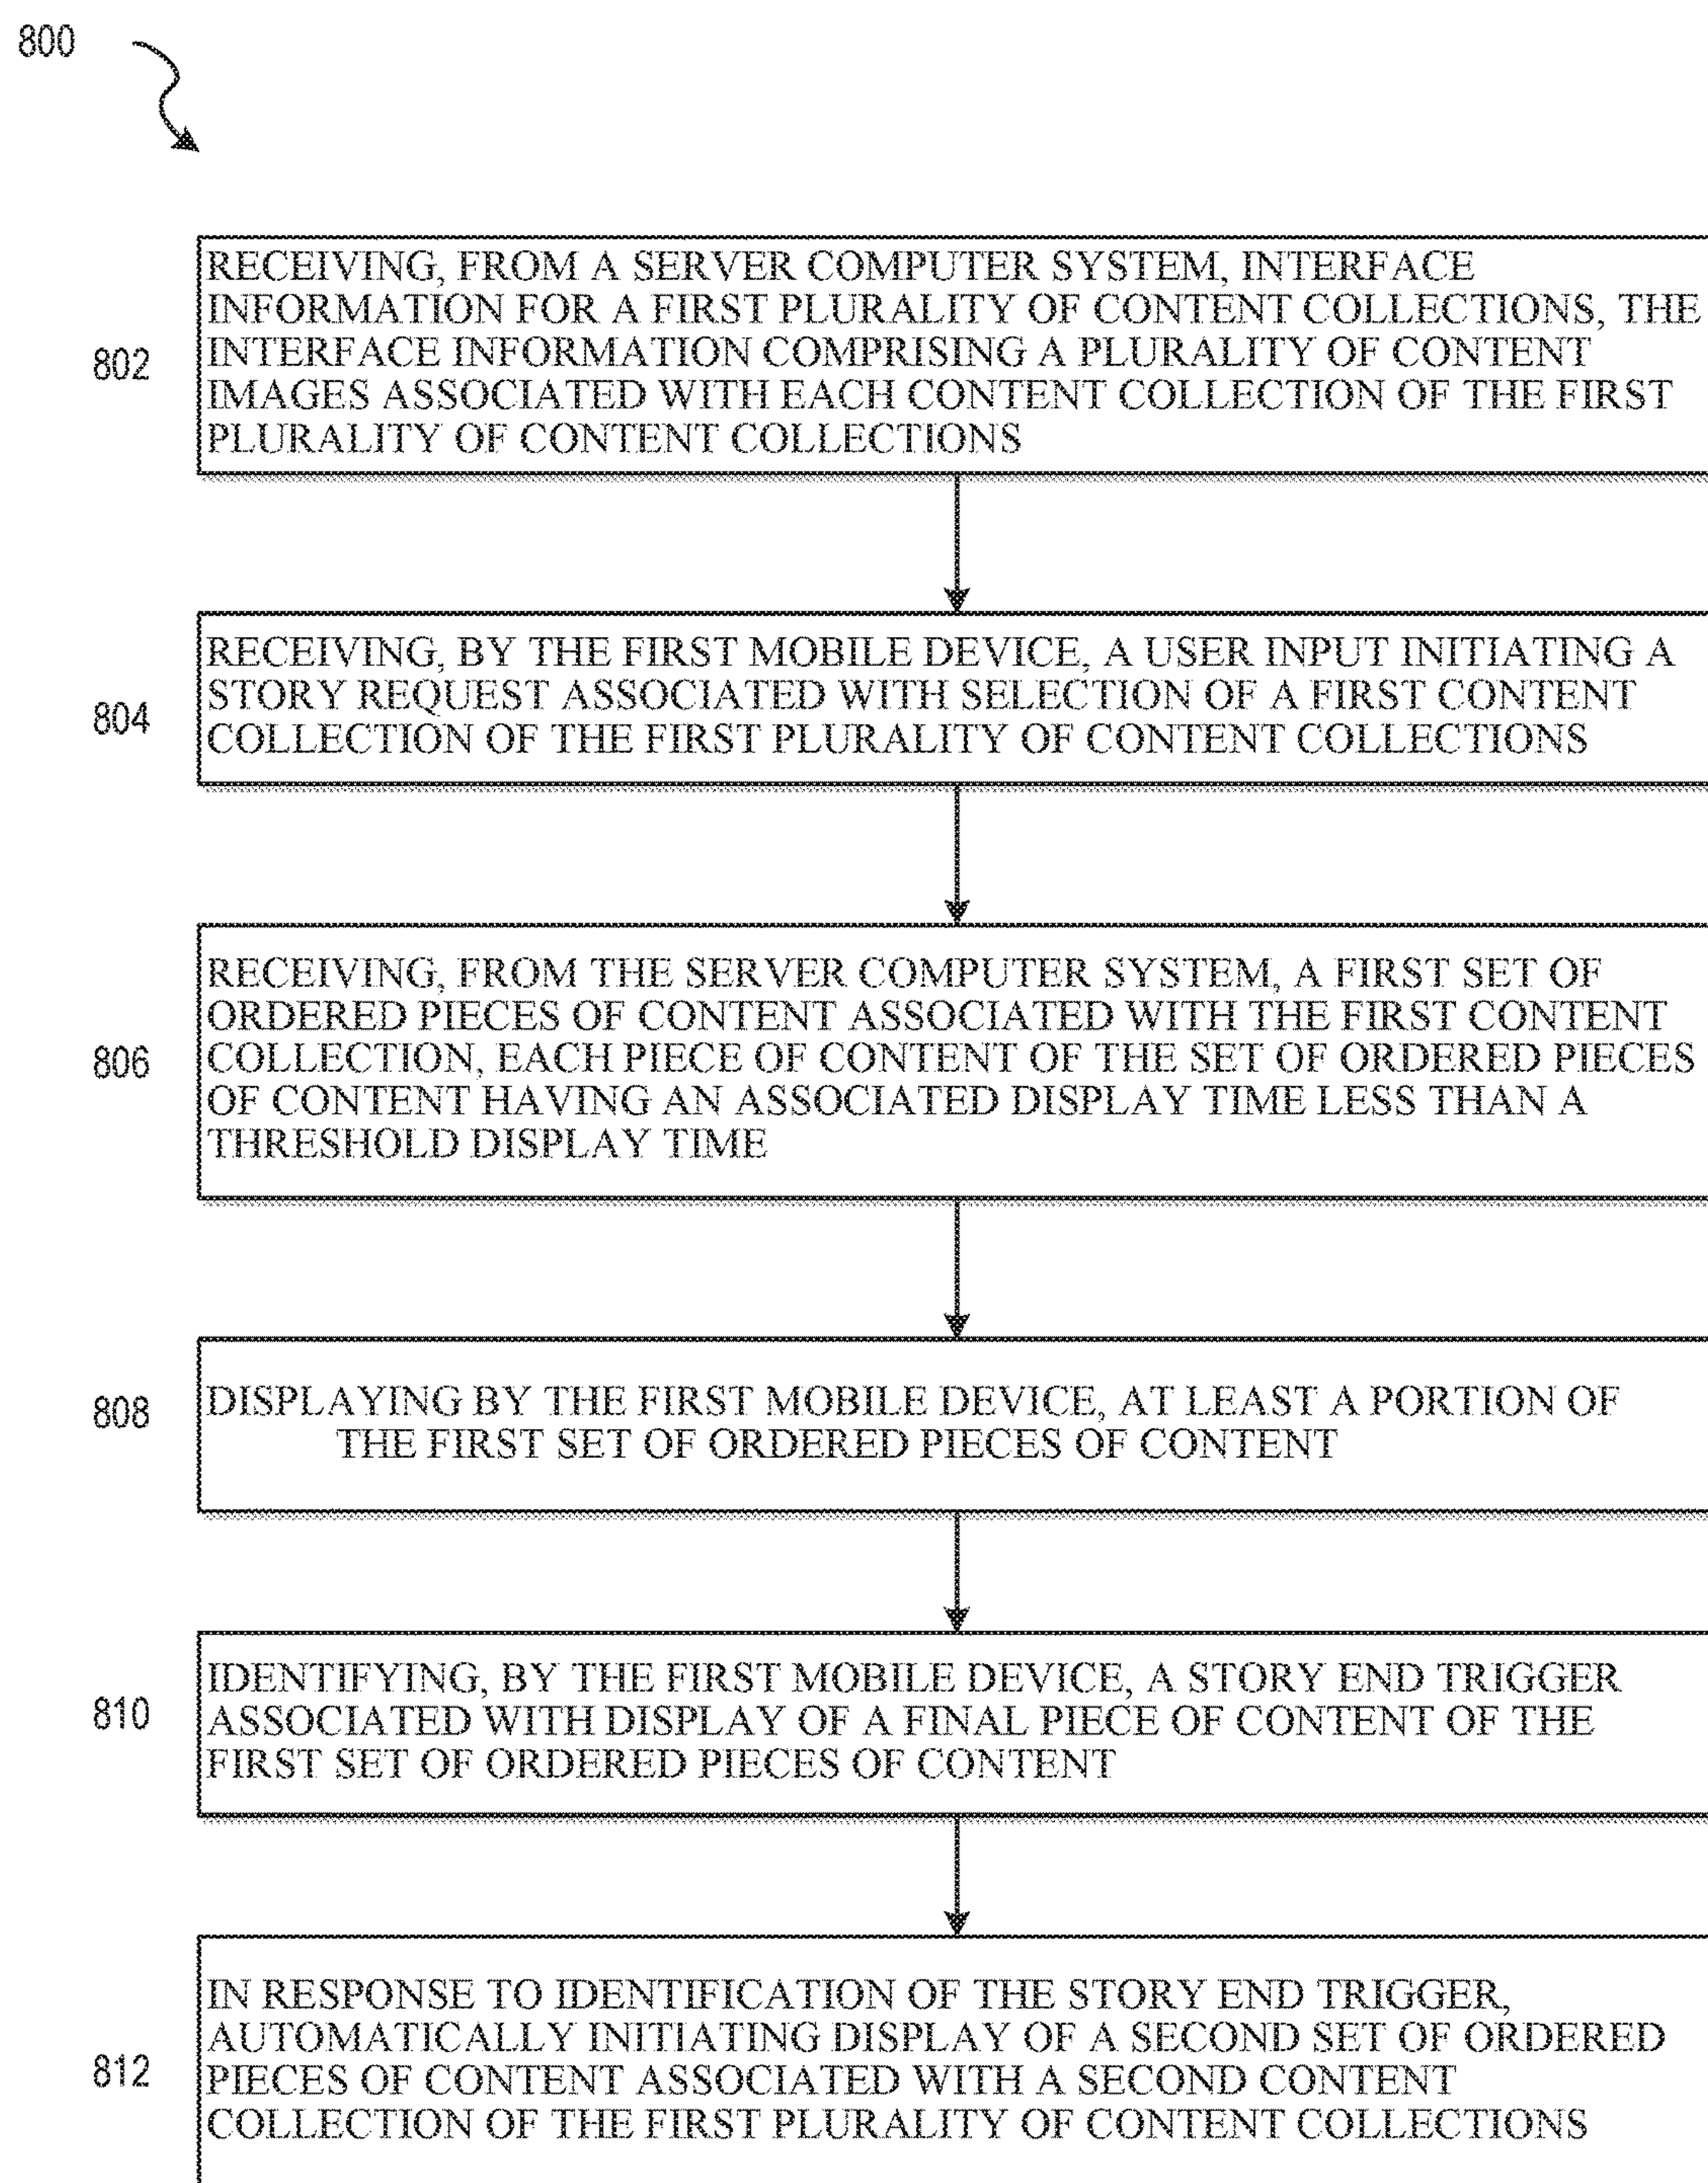 800
RECEIVING, FROM A SERVER COMPUTER SYSTEM, INTERFACE
INFORMATION FOR A FIRST PLURALITY OF CONTENT COLLECTIONS, THE
INTERFACE INFORMATION COMPRISING A PLURALITY OF CONTENT
IMAGES ASSOCIATED WITH EACH CONTENT COLLECTION OF THE FIRST
PLURALITY OF CONTENT COLLECTIONS
802
RECEIVING, BY THE FIRST MOBILE DEVICE, A USER INPUT INITIATING A
STORY REQUEST ASSOCIATED WITH SELECTION OF A FIRST CONTENT
COLLECTION OF THE FIRST PLURALITY OF CONTENT COLLECTIONS
804
RECEIVING, FROM THE SERVER COMPUTER SYSTEM, A FIRST SET OF
ORDERED PIECES OF CONTENT ASSOCIATED WITH THE FIRST CONTENT
COLLECTION, EACH PIECE OF CONTENT OF THE SET OF ORDERED PIECES
OF CONTENT HAVING AN ASSOCIATED DISPLAY TIME LESS THAN A
THRESHOLD DISPLAY TIME
806
DISPLAYING BY THE FIRST MOBILE DEVICE, AT LEAST A PORTION OF
THE FIRST SET OF ORDERED PIECES OF CONTENT
808
IDENTIFYING, BY THE FIRST MOBILE DEVICE, A STORY END TRIGGER
ASSOCIATED WITH DISPLAY OF A FINAL PIECE OF CONTENT OF THE
FIRST SET OF ORDERED PIECES OF CONTENT
810
IN RESPONSE TO IDENTIFICATION OF THE STORY END TRIGGER,
AUTOMATICALLY INITIATING DISPLAY OF A SECOND SET OF ORDERED
PIECES OF CONTENT ASSOCIATED WITH A SECOND CONTENT
COLLECTION OF THE FIRST PLURALITY OF CONTENT COLLECTIONS
812